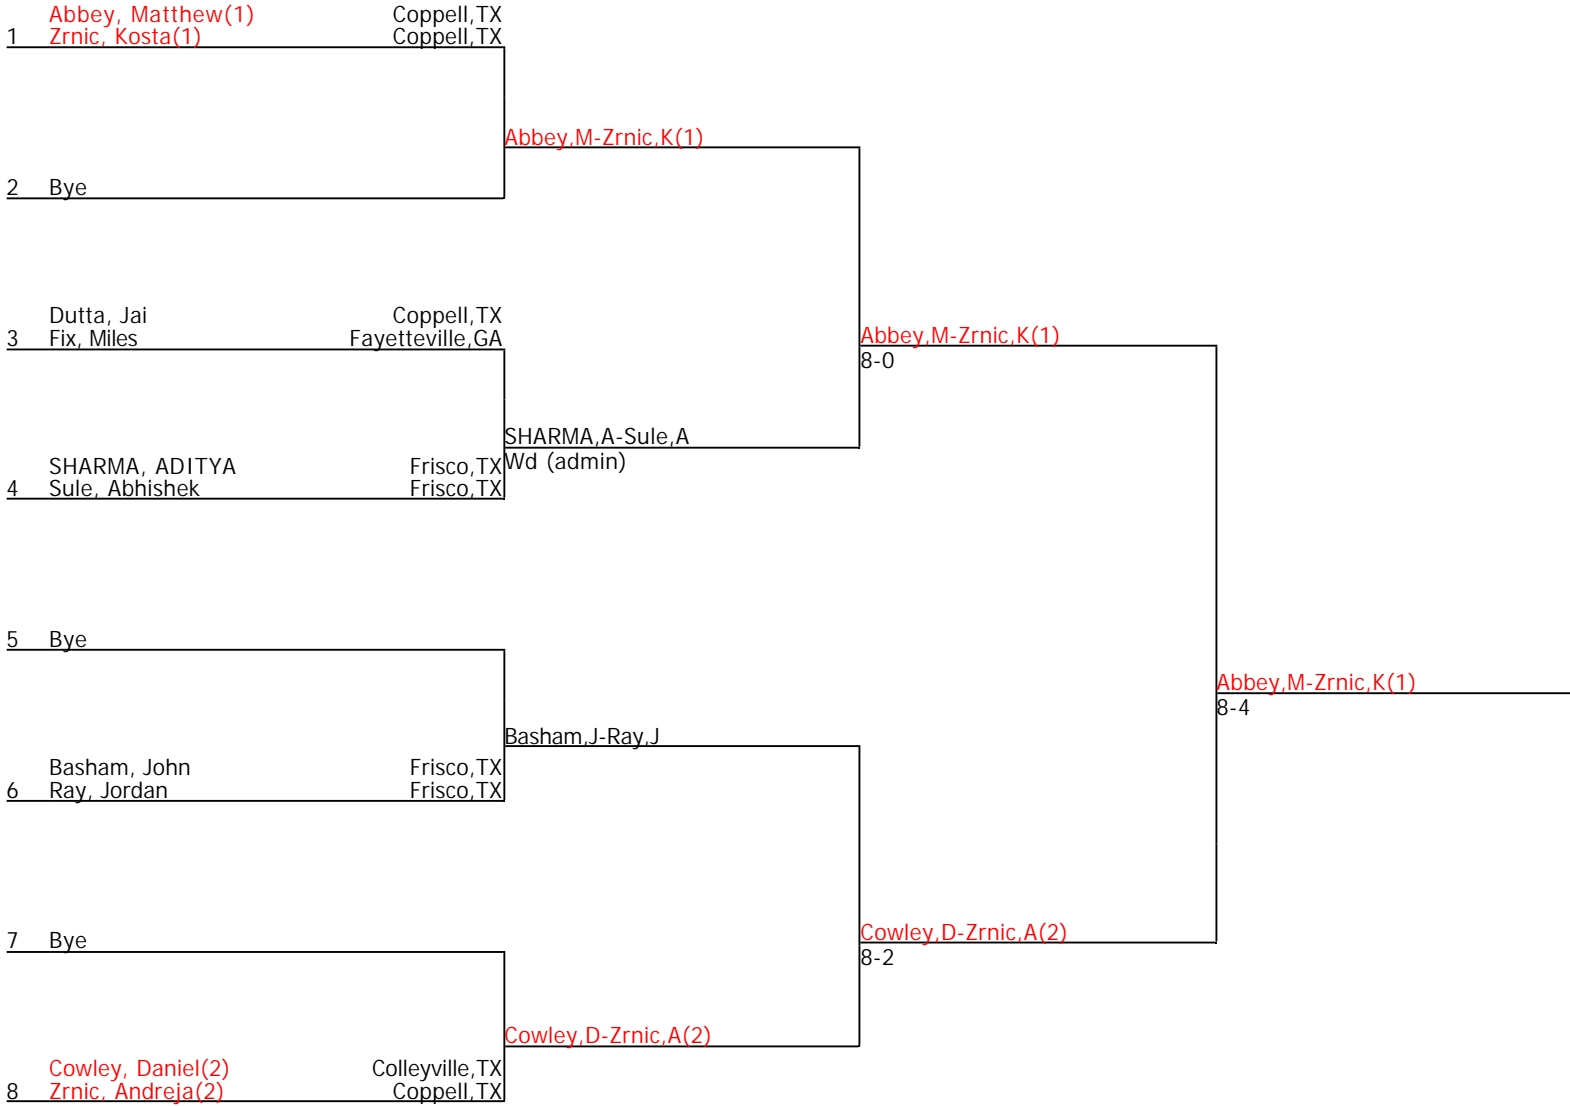 Abbey, Matthew(1) Coppell,TX
1 Zrnic, Kosta(1) Coppell,TX
Abbey,M-Zrnic,K(1)
2 Bye
Dutta, Jai Coppell,TX
3 Fix, Miles Fayetteville,GA
Abbey,M-Zrnic,K(1)
8-0
SHARMA,A-Sule,A
Wd (admin)
SHARMA, ADITYA Frisco,TX
4 Sule, Abhishek Frisco,TX
5 Bye
Abbey,M-Zrnic,K(1)
8-4
Basham,J-Ray,J
Basham, John Frisco,TX
6 Ray, Jordan Frisco,TX
7 Bye
Cowley,D-Zrnic,A(2)
8-2
Cowley,D-Zrnic,A(2)
Cowley, Daniel(2) Colleyville,TX
8 Zrnic, Andreja(2) Coppell,TX